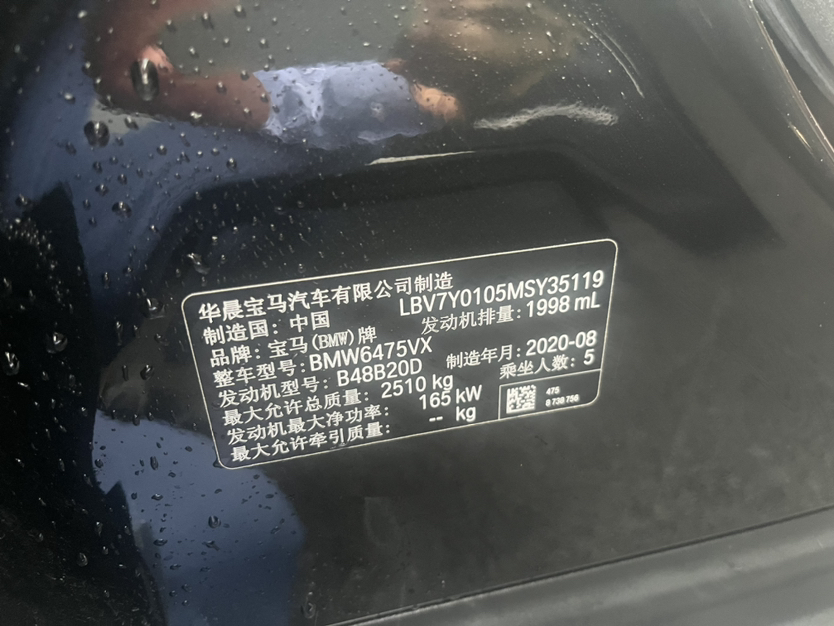 华晨宝马汽车有限公司制造
制造国：中国 LBV7Y0105MSY35119
品牌：宝马(BMW)牌 发动机排量：1998 mL
整车型号：BMW6475VX
发动机型号：B48B20D 制造年月：2020-08
最大允许总质量： 2510 kg 乘坐人数：5
发动机最大净功率： 165 kW
最大允许牵引质量： -- kg
475
8 738 756